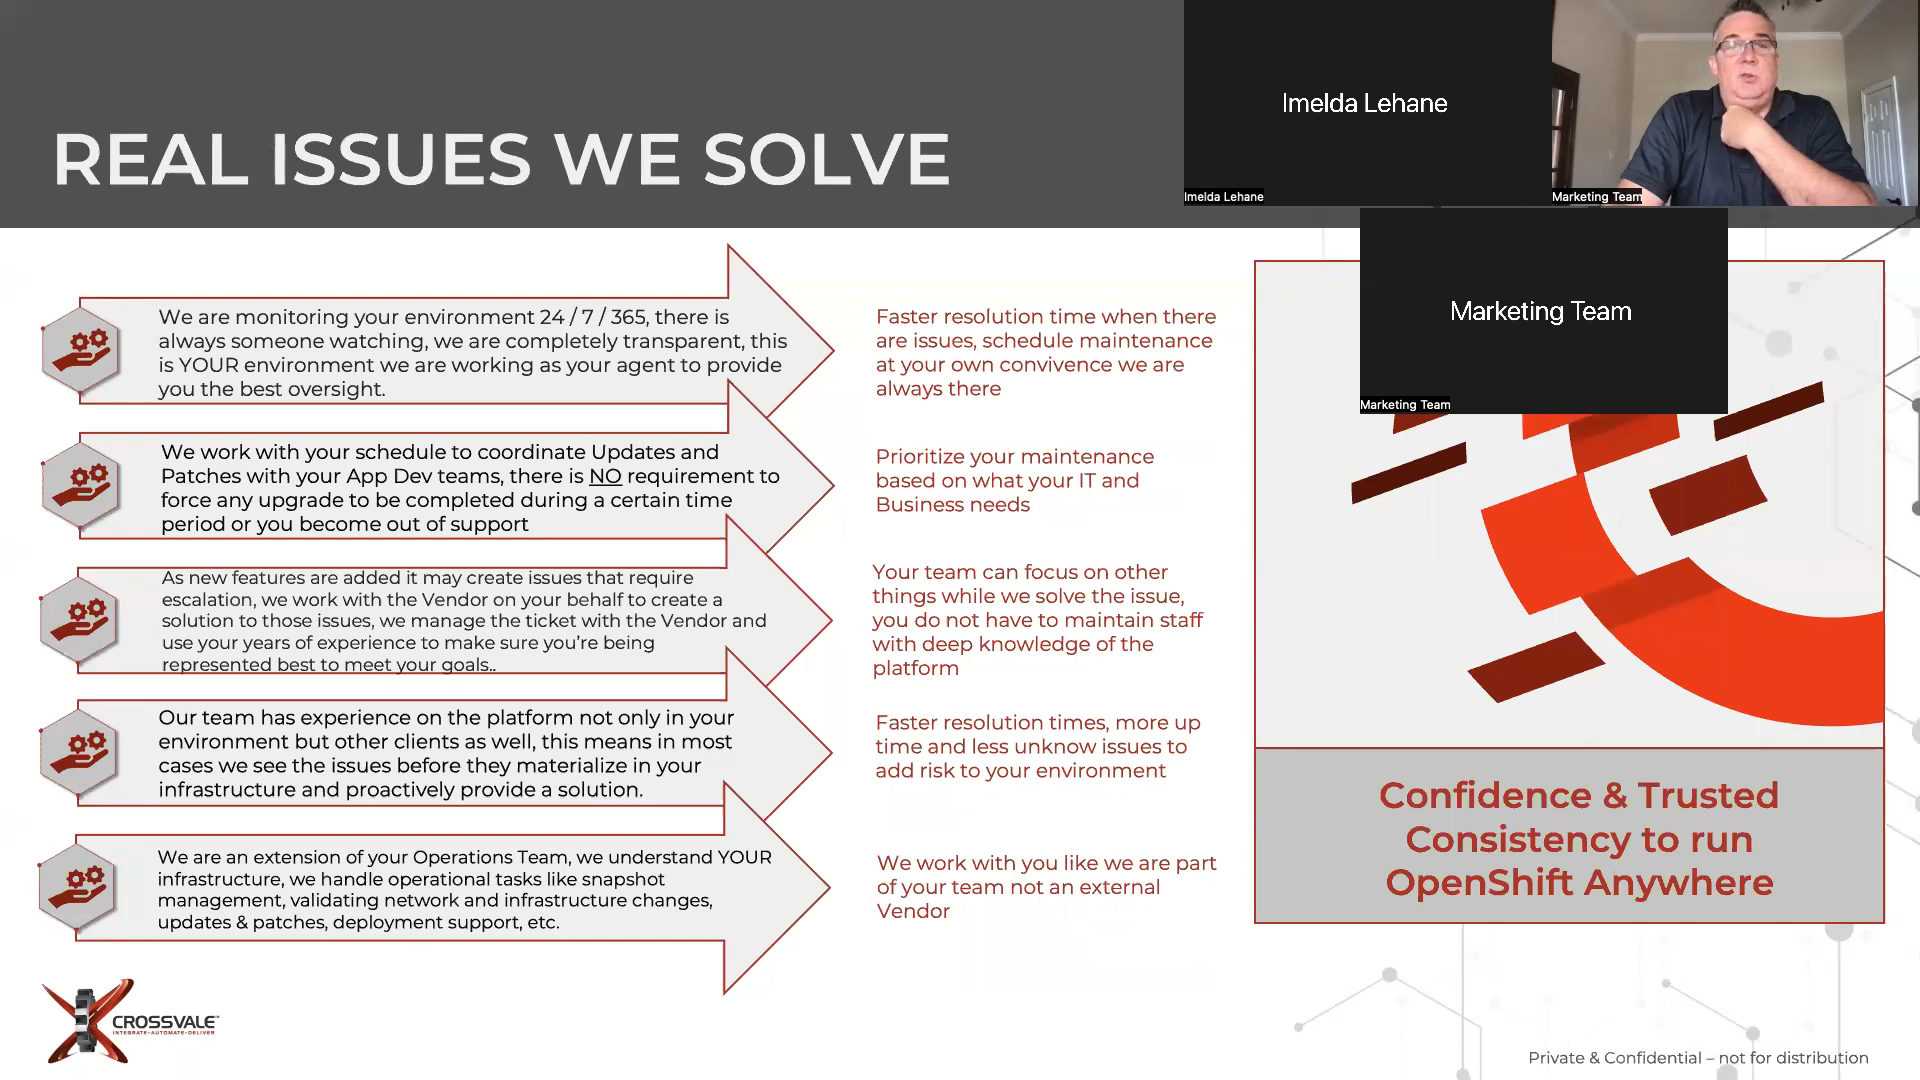 REAL ISSUES WE SOLVE
Imelda Lehane
Imelda Lehane
Marketing Team
Marketing Team
Marketing Team
We are monitoring your environment 24 / 7 / 365, there is
always someone watching, we are completely transparent, this
is YOUR environment we are working as your agent to provide
you the best oversight.
Faster resolution time when there
are issues, schedule maintenance
at your own convivence we are
always there
We work with your schedule to coordinate Updates and
Patches with your App Dev teams, there is NO requirement to
force any upgrade to be completed during a certain time
period or you become out of support
Prioritize your maintenance
based on what your IT and
Business needs
As new features are added it may create issues that require
escalation, we work with the Vendor on your behalf to create a
solution to those issues, we manage the ticket with the Vendor and
use your years of experience to make sure you're being
represented best to meet your goals..
Your team can focus on other
things while we solve the issue,
you do not have to maintain staff
with deep knowledge of the
platform
Our team has experience on the platform not only in your
environment but other clients as well, this means in most
cases we see the issues before they materialize in your
infrastructure and proactively provide a solution.
Faster resolution times, more up
time and less unknow issues to
add risk to your environment
We are an extension of your Operations Team, we understand YOUR
infrastructure, we handle operational tasks like snapshot
management, validating network and infrastructure changes,
updates & patches, deployment support, etc.
We work with you like we are part
of your team not an external
Vendor
Confidence & Trusted
Consistency to run
OpenShift Anywhere
CROSSVALE™
INTEGRATE•AUTOMATE•DELIVER
Private & Confidential – not for distribution